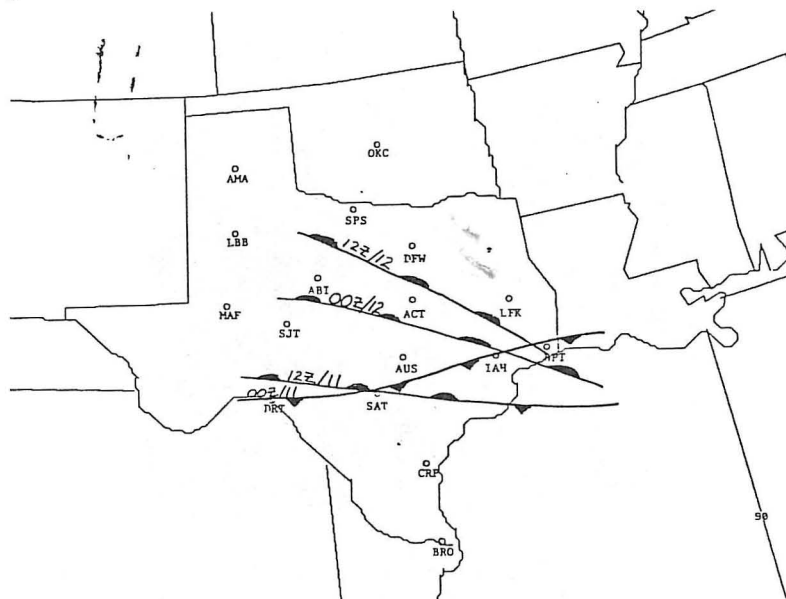 OKC
AMA
SPS
LBB
DFW
12Z/12
ABI
00Z/12
ACT
LFK
MAF
SJT
AUS
IAH
12Z/11
00Z/11
DRT
SAT
CRP
90
BRO